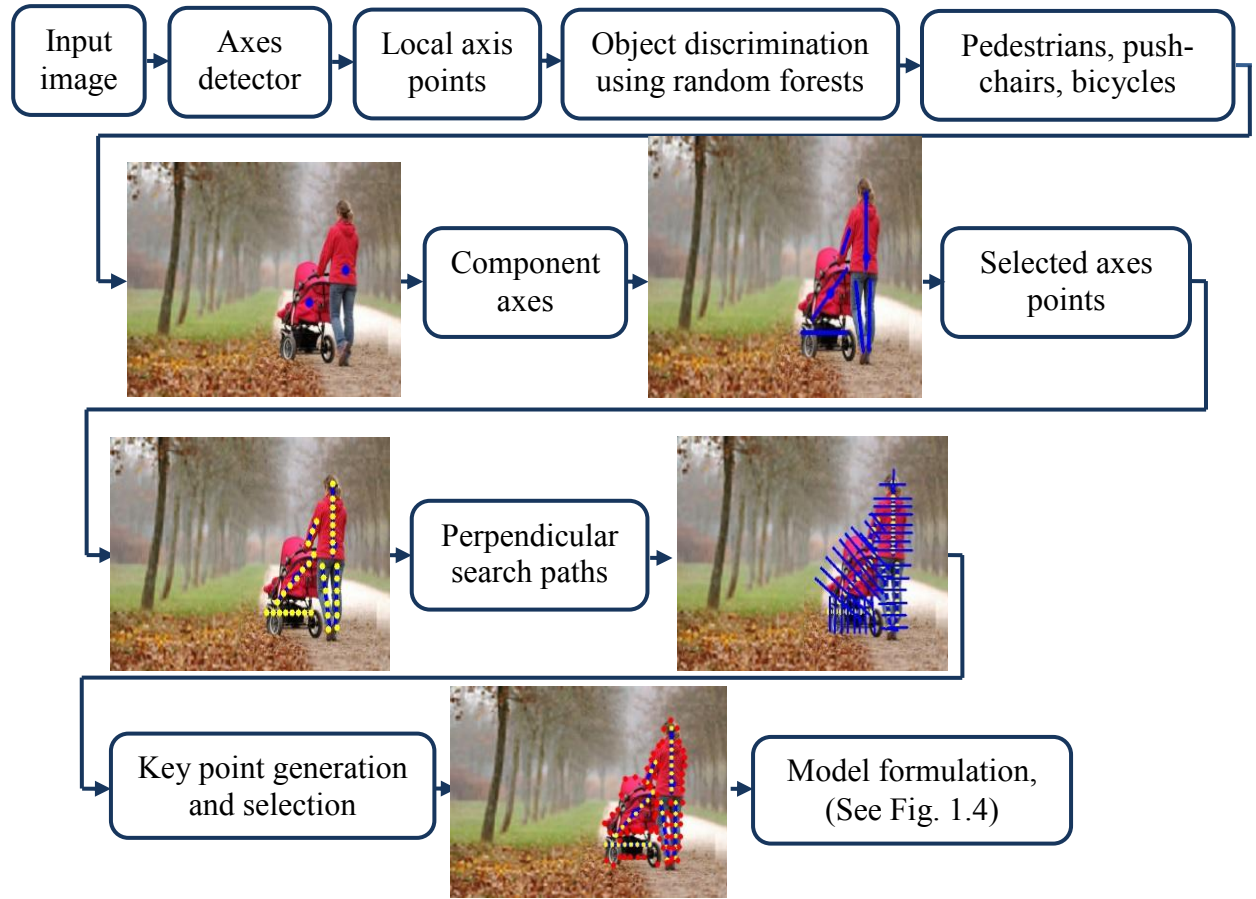 Input
image
Axes
detector
Local axis
points
Object discrimination
using random forests
Pedestrians, push-
chairs, bicycles
Component
axes
Selected axes
points
Perpendicular
search paths
Key point generation
and selection
Model formulation,
(See Fig. 1.4)